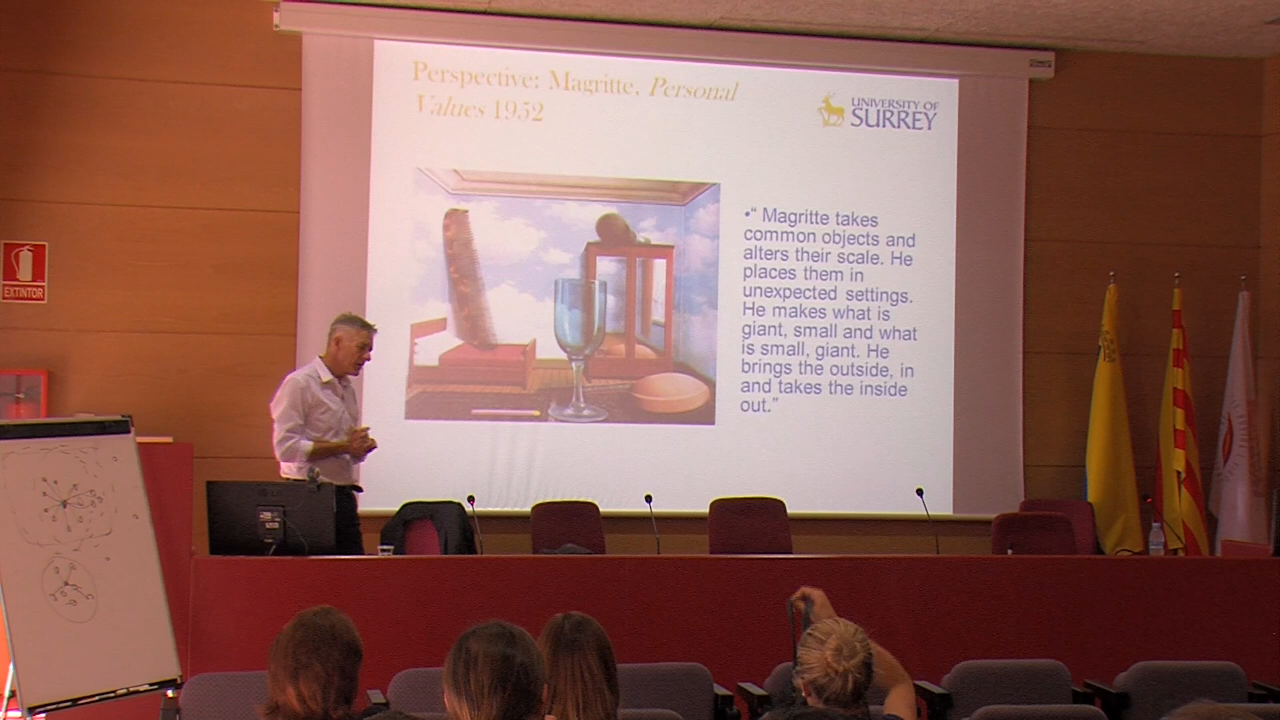 Perspective: Magritte. Personal
Values 1952
UNIVERSITY OF
SURREY
•“ Magritte takes
common objects and
alters their scale. He
places them in
unexpected settings.
He makes what is
giant, small and what
is small, giant. He
brings the outside, in
and takes the inside
out.”
EXTINTOR
LG